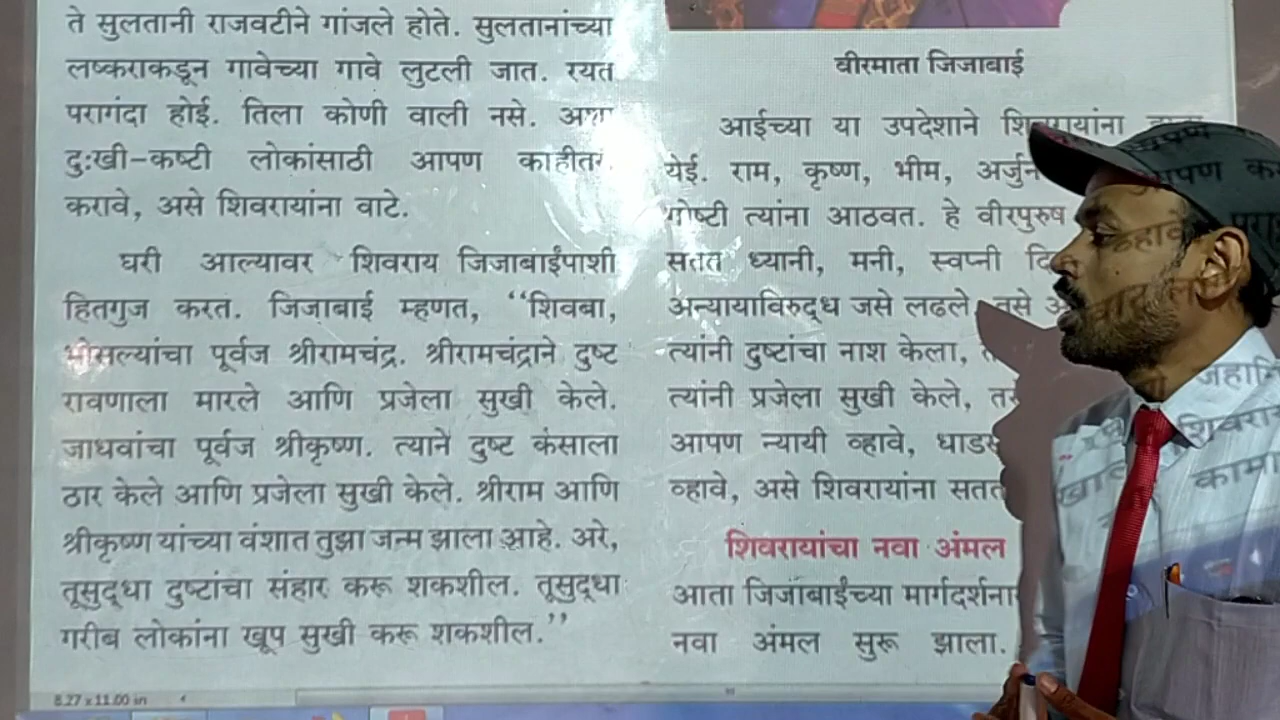 ते सुलतानी राजवटीने गांजले होते. सुलतानांच्या
लष्कराकडून गावेच्या गावे लुटली जात. रयत
परागंदा होई. तिला कोणी वाली नसे.
दुःखी-कष्टी लोकांसाठी आपण काहीतरी
करावे, असे शिवरायांना वाटे.
घरी आल्यावर शिवराय जिजाबाईंपाशी
हितगुज करत. जिजाबाई म्हणत, ‘‘शिवबा,
भोसल्यांचा पूर्वज श्रीरामचंद्र. श्रीरामचंद्राने दुष्ट
रावणाला मारले आणि प्रजेला सुखी केले.
जाधवांचा पूर्वज श्रीकृष्ण. त्याने दुष्ट कंसाला
ठार केले आणि प्रजेला सुखी केले. श्रीराम आणि
श्रीकृष्ण यांच्या वंशात तुझा जन्म झाला आहे. अरे,
तूसुद्धा दुष्टांचा संहार करू शकशील. तूसुद्धा
गरीब लोकांना खूप सुखी करू शकशील.’’
8.27 x 11.00 in
वीरमाता जिजाबाई
आईच्या या उपदेशाने शिवरायांना
येई. राम, कृष्ण, भीम, अर्जुन
गोष्टी त्यांना आठवत. हे वीरपुरुष
सतत ध्यानी, मनी, स्वप्नी
अन्यायाविरुद्ध जसे लढले, तसे
त्यांनी दुष्टांचा नाश केला,
त्यांनी प्रजेला सुखी केले,
आपण न्यायी व्हावे,
व्हावे, असे शिवरायांना सतत
शिवरायांचा नवा अंमल
आता जिजाबाईंच्या
नवा अंमल सुरू झाला.